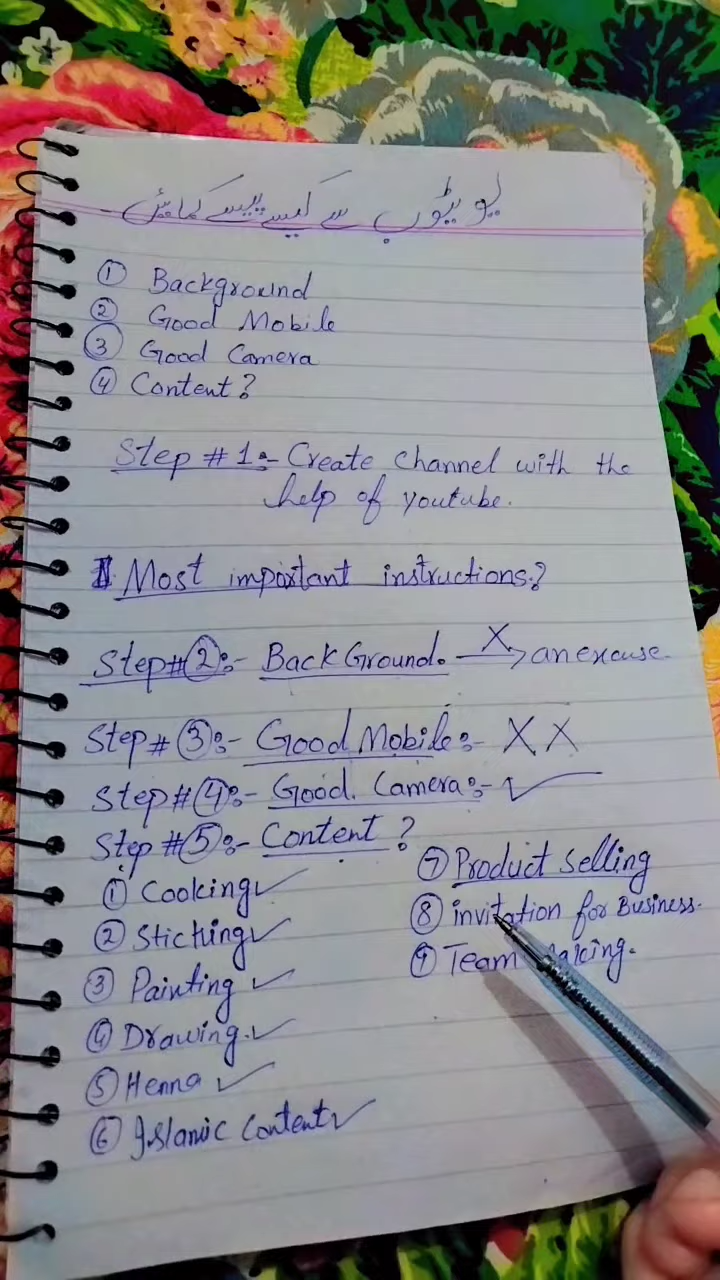 یوٹیوب سے کیسے پیسے کمائیں -
① Background
② Good Mobile
③ Good Camera
④ Content?
Step # 1:- Create channel with the
help of youtube.
Most important instructions?
Step#②:- BackGround. X an excuse
Step # ③:- Good Mobile:- X X
Step #④:- Good. Camera:- ✓
Step #⑤:- Content ?
① Cooking ✓
② Stiching ✓
③ Painting ✓
④ Drawing. ✓
⑤ Henna ✓
⑥ Islamic Content ✓
⑦ Product selling
⑧ invitation for Business.
⑨ Team